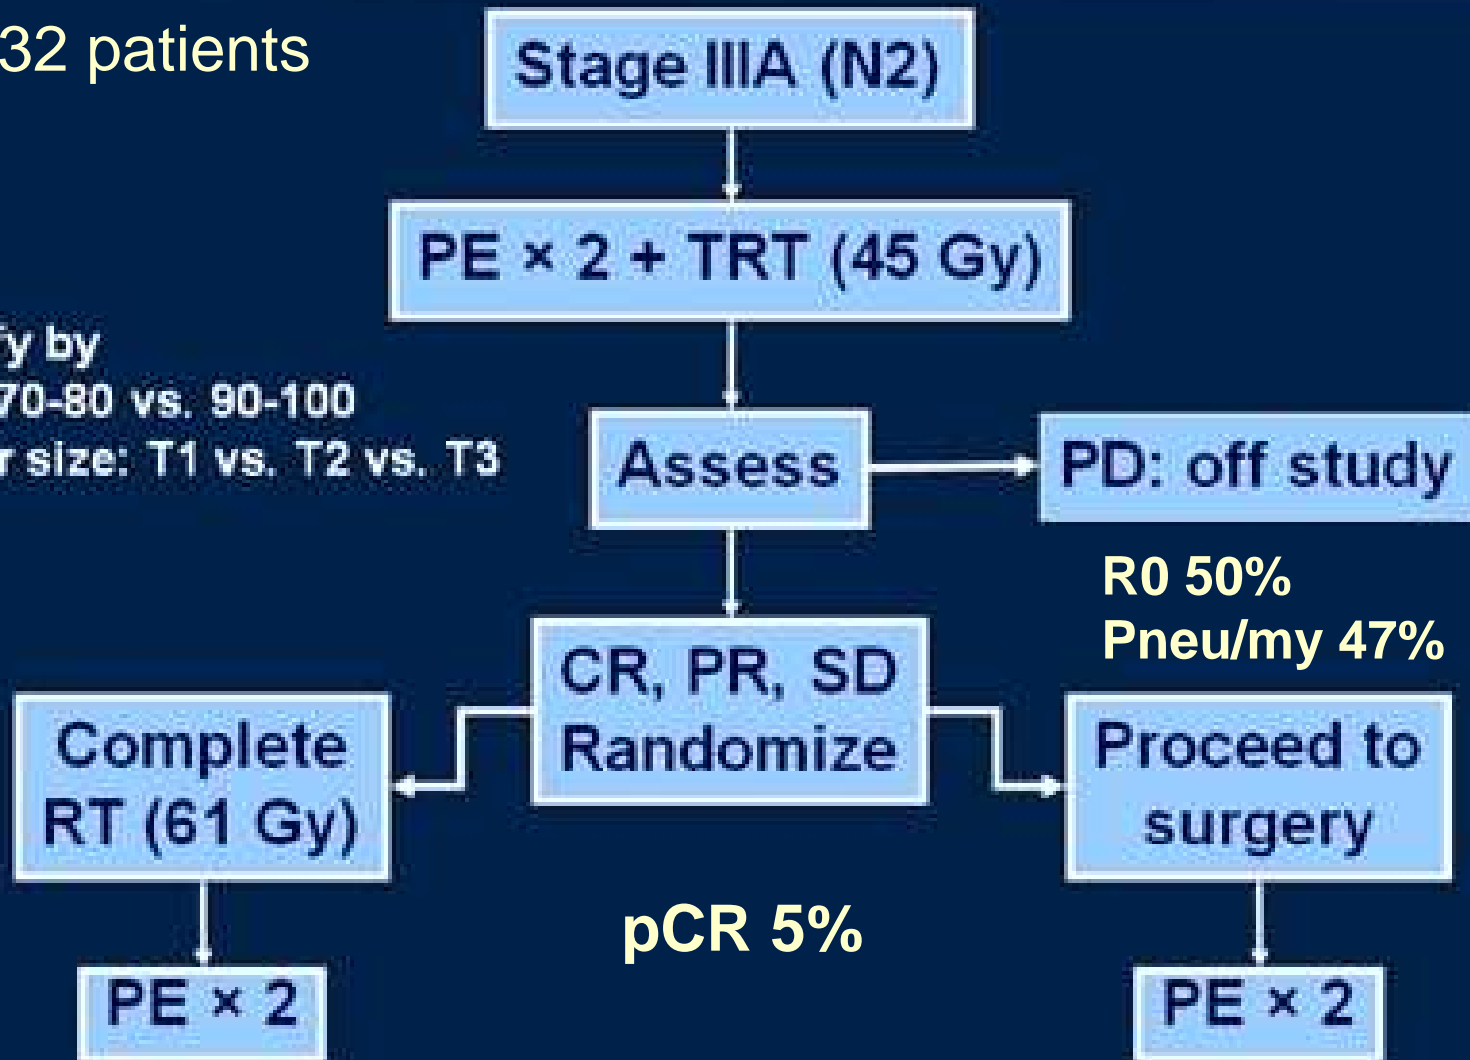 32 patients
Stage IIIA (N2)
PE × 2 + TRT (45 Gy)
fy by
70-80 vs. 90-100
r size: T1 vs. T2 vs. T3
Assess
PD: off study
R0 50%
Pneu/my 47%
CR, PR, SD
Randomize
Complete
RT (61 Gy)
Proceed to
surgery
pCR 5%
PE × 2
PE × 2